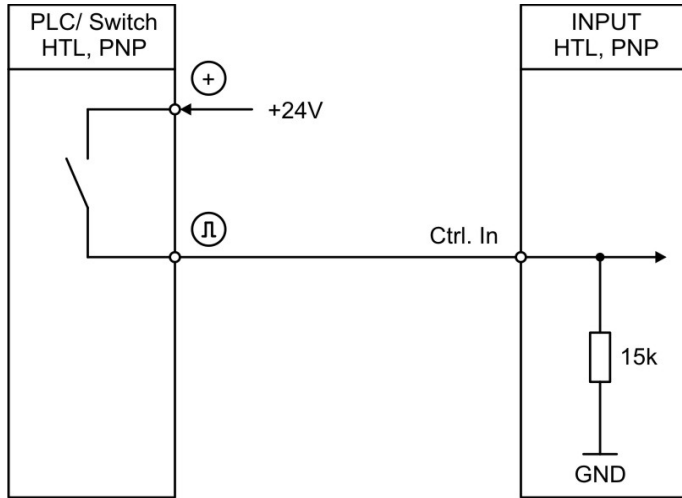 PLC/ Switch
HTL, PNP
INPUT
HTL, PNP
+
+24V
Ctrl. In
15k
GND